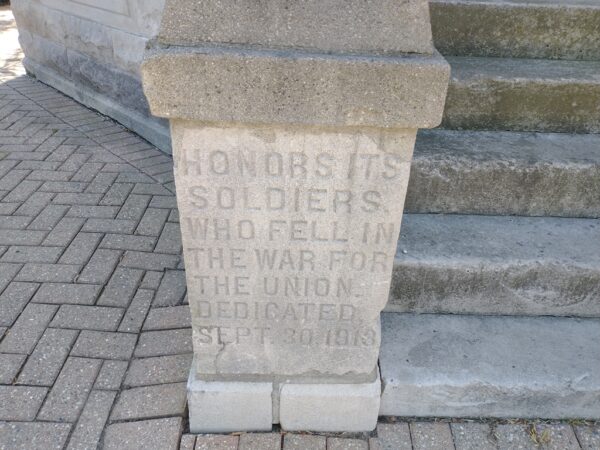 HONORS ITS
SOLDIERS,
WHO FELL IN
THE WAR FOR
THE UNION.
DEDICATED
SEPT. 30. 1913